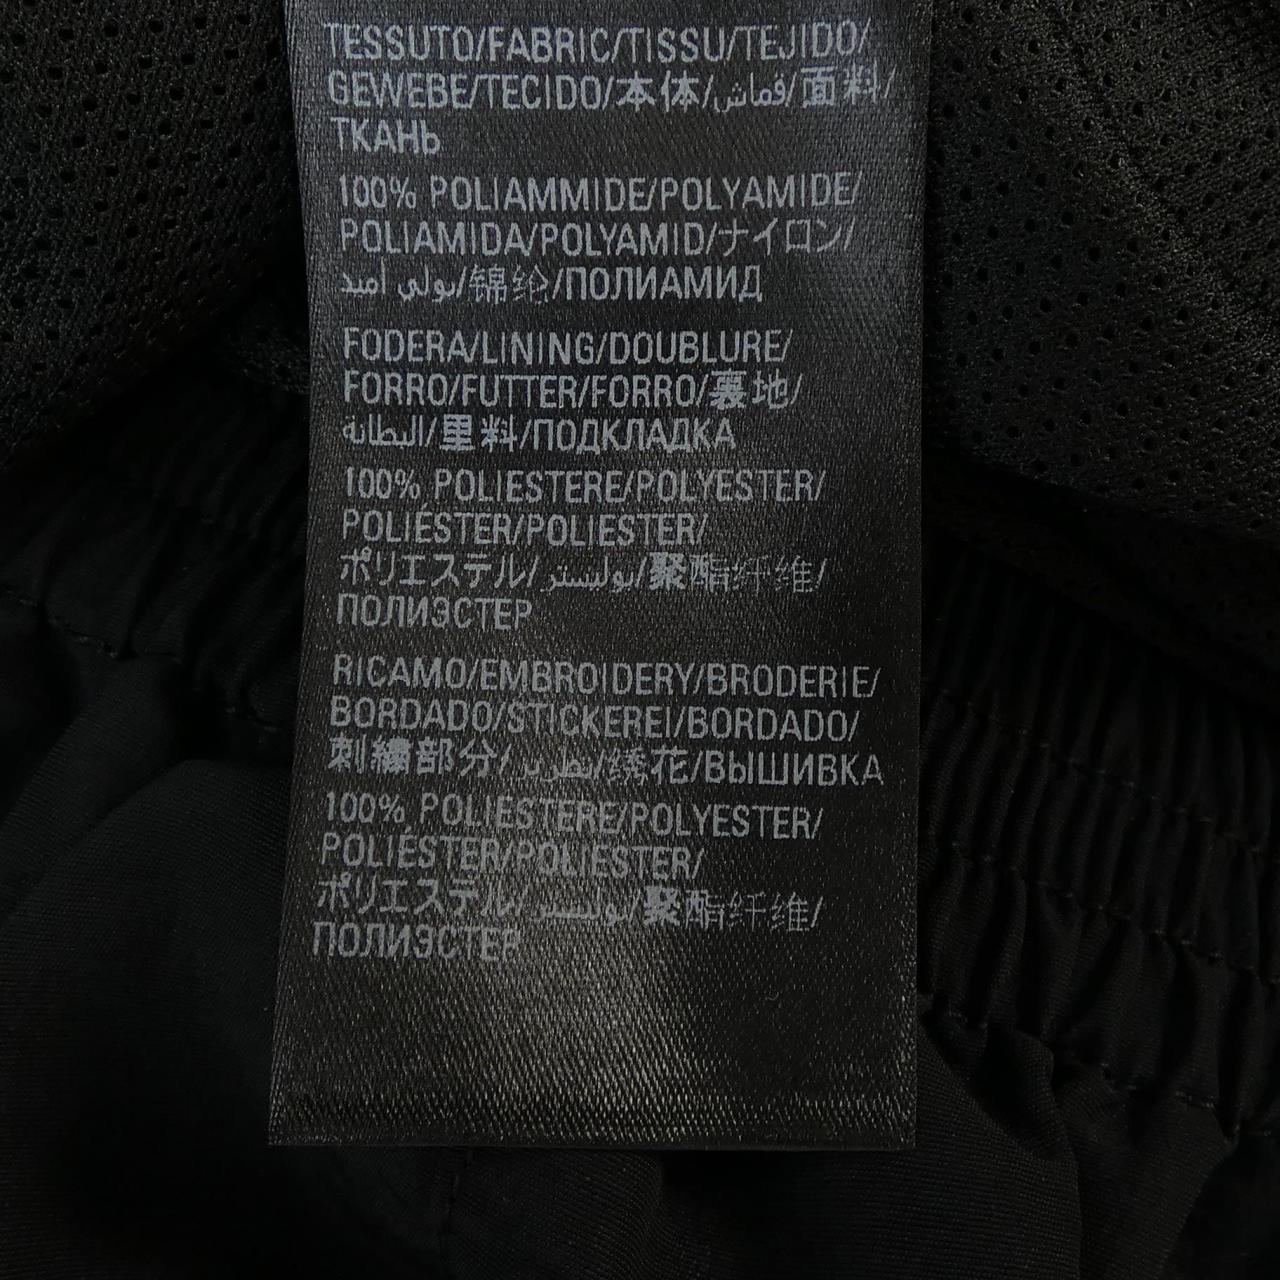 TESSUTO/FABRIC/TISSU/TEJIDO/
GEWEBE/TECIDO/本体/قماش/面料/
ТКАНЬ
100% POLIAMMIDE/POLYAMIDE/
POLIAMIDA/POLYAMID/ナイロン/
بولي اميد/锦纶/ПОЛИАМИД
FODERA/LINING/DOUBLURE/
FORRO/FUTTER/FORRO/裏地/
البطانة/里料/ПОДКЛАДКА
100% POLIESTERE/POLYESTER/
POLIÉSTER/POLIESTER/
ポリエステル/بوليستر/聚酯纤维/
ПОЛИЭСТЕР
RICAMO/EMBROIDERY/BRODERIE/
BORDADO/STICKEREI/BORDADO/
刺繍部分/تطريز/绣花/ВЫШИВКА
100% POLIESTERE/POLYESTER/
POLIÉSTER/POLIESTER/
ポリエステル/بوليستر/聚酯纤维/
ПОЛИЭСТЕР